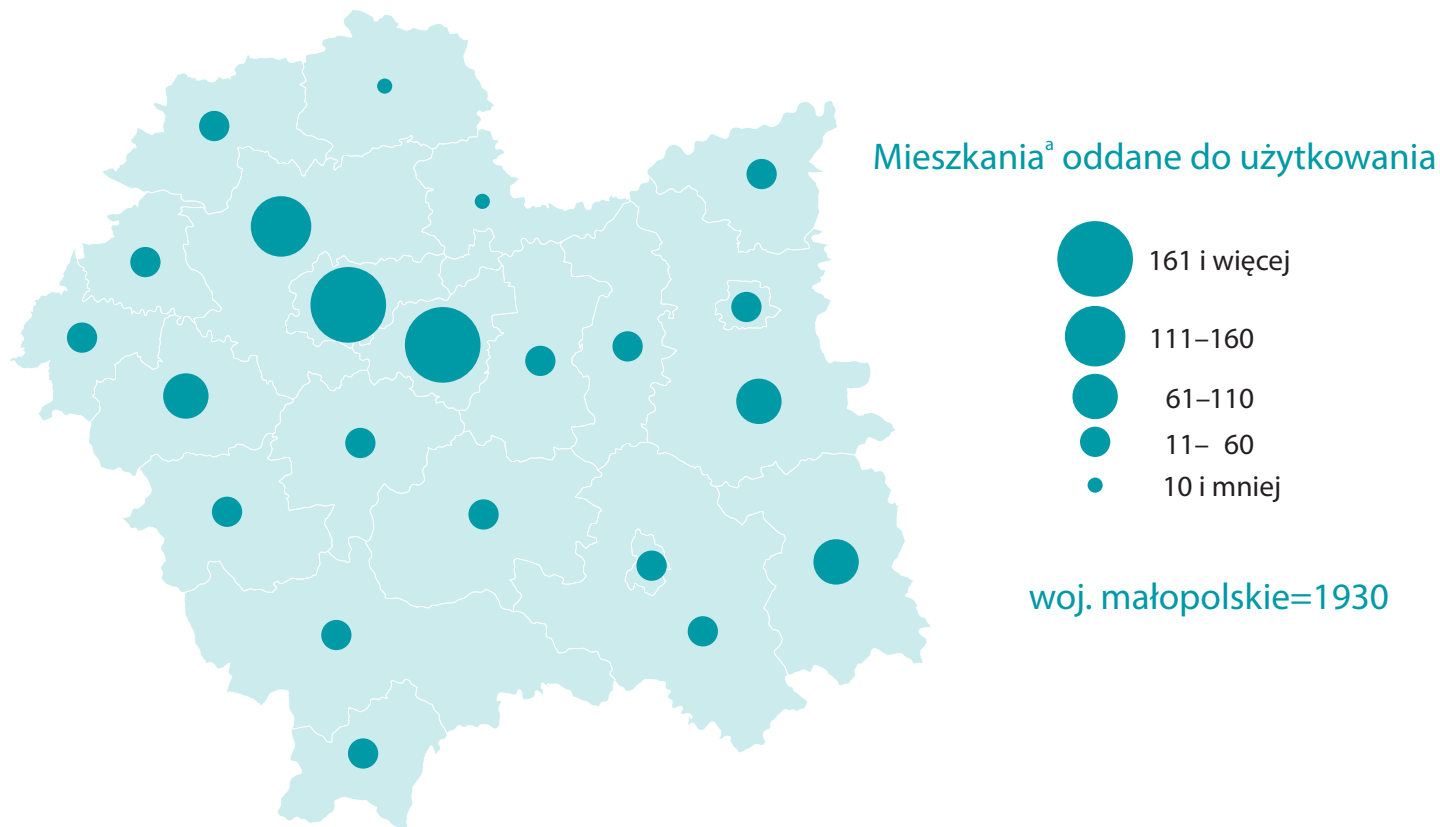 Mieszkaniaᵃ oddane do użytkowania
161 i więcej
111–160
61–110
11– 60
10 i mniej
woj. małopolskie=1930